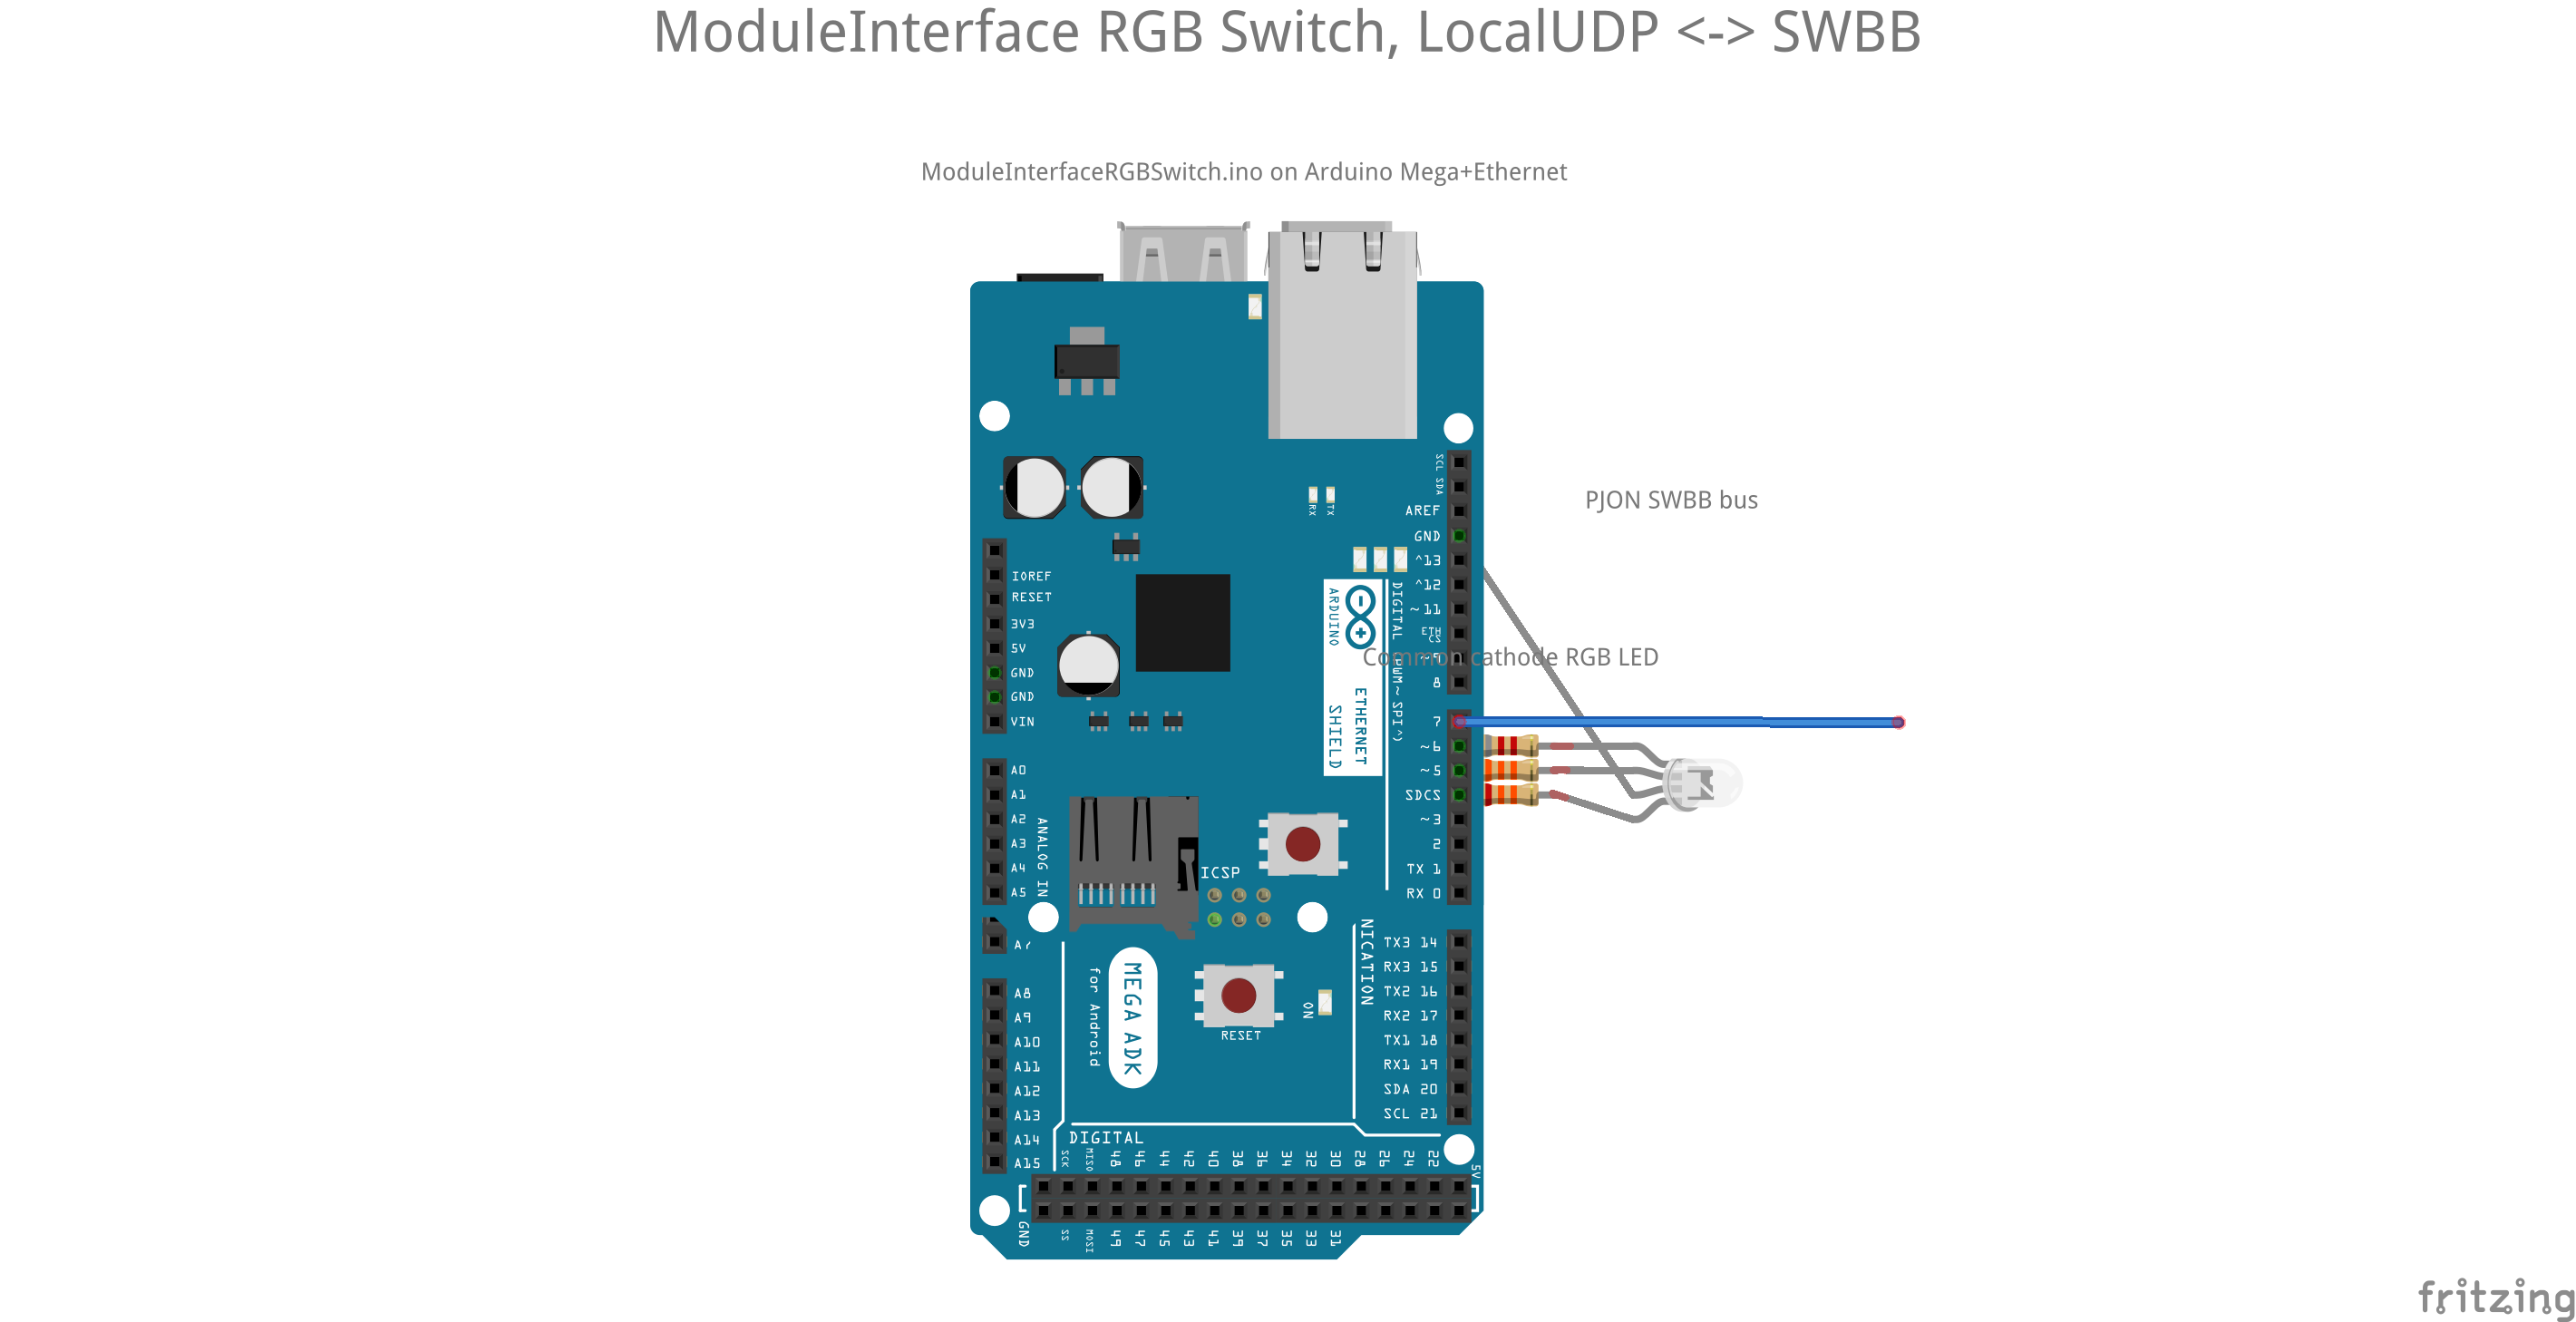 ModuleInterface RGB Switch, LocalUDP <-> SWBB
ModuleInterfaceRGBSwitch.ino on Arduino Mega+Ethernet
PJON SWBB bus
Common cathode RGB LED
SCL SDA
AREF
GND
^13
^12
~11
ETH CS
~9
8
7
~6
~5
SDCS
~3
2
TX 1
RX 0
RX
TX
ARDUINO
ETHERNET
SHIELD
DIGITAL PWM~ SPI^)
IOREF
RESET
3V3
5V
GND
GND
VIN
A0
A1
A2
A3
A4
A5
ANALOG IN
ICSP
A8
A9
A10
A11
A12
A13
A14
A15
MEGA ADK
for Android
RESET
ON
NICATION
TX3 14
RX3 15
TX2 16
RX2 17
TX1 18
RX1 19
SDA 20
SCL 21
DIGITAL
SCK MISO 48 46 44 42 40 38 36 34 32 30 28 26 24 22 5V
GND SS MOSI 49 47 45 43 41 39 37 35 33 31
fritzing